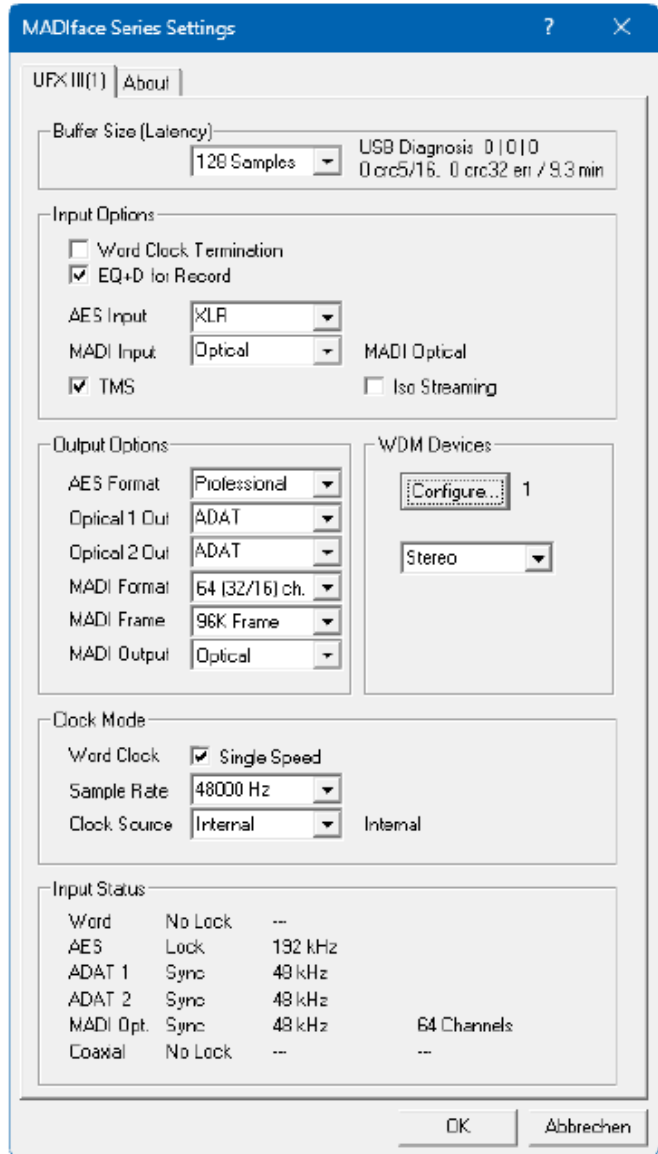 MADIface Series Settings ? ×
UFX III(1) About
Buffer Size (Latency)
128 Samples
USB Diagnosis 0 | 0 | 0
0 crc5/16, 0 crc32 err / 9.3 min
Input Options
Word Clock Termination
EQ+D for Record
AES Input XLR
MADI Input Optical MADI Optical
TMS Iso Streaming
Output Options
AES Format Professional
Optical 1 Out ADAT
Optical 2 Out ADAT
MADI Format 64 (32/16) ch.
MADI Frame 96K Frame
MADI Output Optical
WDM Devices
Configure... 1
Stereo
Clock Mode
Word Clock Single Speed
Sample Rate 48000 Hz
Clock Source Internal Internal
Input Status
Word No Lock ---
AES Lock 192 kHz
ADAT 1 Sync 48 kHz
ADAT 2 Sync 48 kHz
MADI Opt. Sync 48 kHz 64 Channels
Coaxial No Lock --- ---
OK Abbrechen